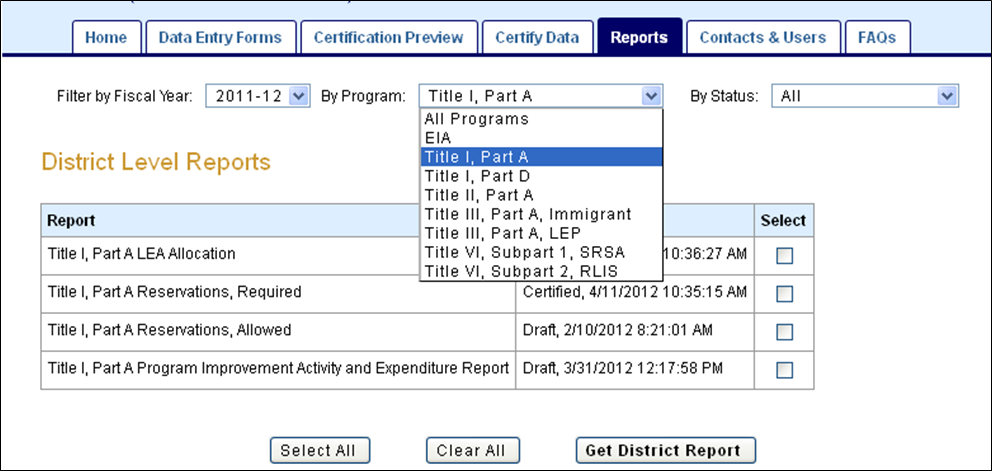 Home Data Entry Forms Certification Preview Certify Data Reports Contacts & Users FAQs
Filter by Fiscal Year: 2011-12 By Program: Title I, Part A By Status: All
All Programs
EIA
Title I, Part A
Title I, Part D
Title II, Part A
Title III, Part A, Immigrant
Title III, Part A, LEP
Title VI, Subpart 1, SRSA
Title VI, Subpart 2, RLIS
District Level Reports
Report Select
Title I, Part A LEA Allocation 10:36:27 AM
Title I, Part A Reservations, Required Certified, 4/11/2012 10:35:15 AM
Title I, Part A Reservations, Allowed Draft, 2/10/2012 8:21:01 AM
Title I, Part A Program Improvement Activity and Expenditure Report Draft, 3/31/2012 12:17:58 PM
Select All Clear All Get District Report